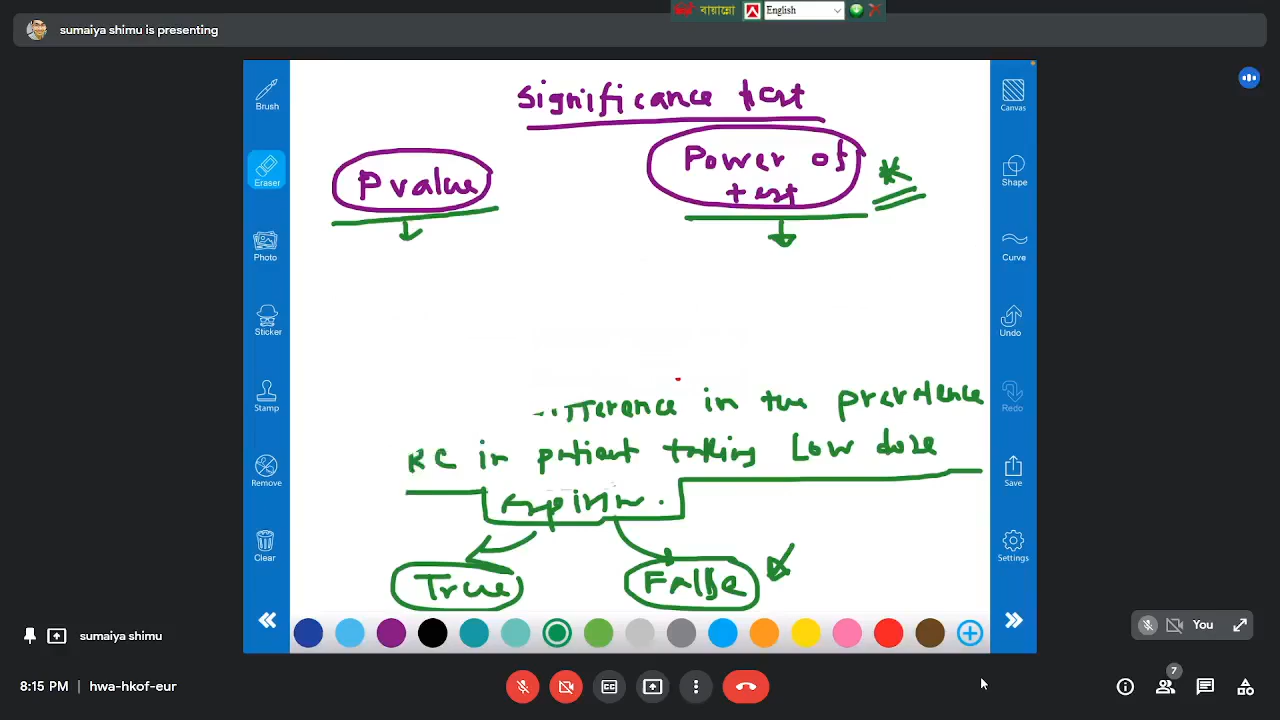 বায়ান্নো English
sumaiya shimu is presenting
Significance test
P value
Power of
test
in the prevalence
in patient taking Low dose
True
False
Brush
Eraser
Photo
Sticker
Stamp
Remove
Clear
Canvas
Shape
Curve
Undo
Redo
Save
Settings
sumaiya shimu
You
8:15 PM | hwa-hkof-eur
7